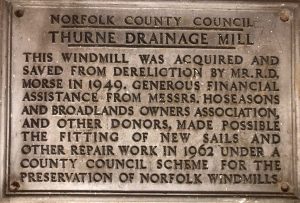 NORFOLK COUNTY COUNCIL
THURNE DRAINAGE MILL
THIS WINDMILL WAS ACQUIRED AND
SAVED FROM DERELICTION BY MR. R.D.
MORSE IN 1949. GENEROUS FINANCIAL
ASSISTANCE FROM MESSRS. HOSEASONS
AND BROADLANDS OWNERS ASSOCIATION,
AND OTHER DONORS, MADE POSSIBLE
THE FITTING OF NEW SAILS AND
OTHER REPAIR WORK IN 1962 UNDER A
COUNTY COUNCIL SCHEME FOR THE
PRESERVATION OF NORFOLK WINDMILLS